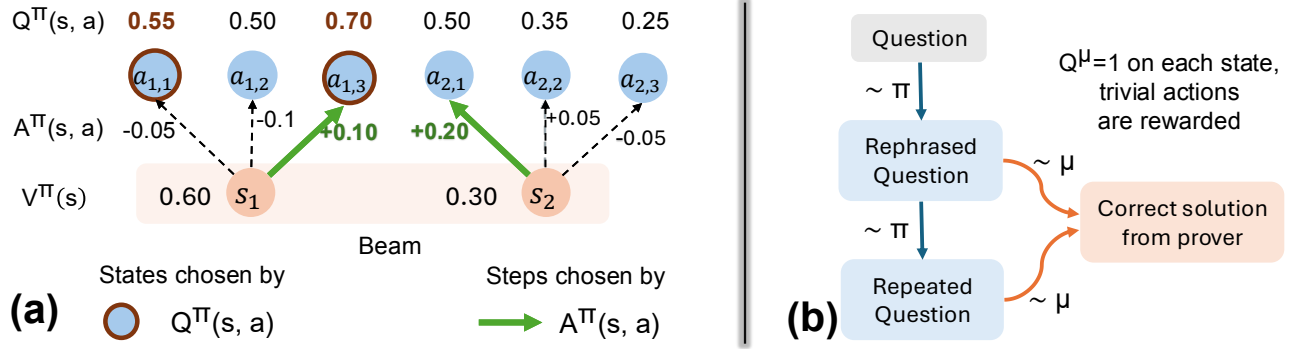 Q^π(s, a) 0.55 0.50 0.70 0.50 0.35 0.25
a_{1,1} a_{1,2} a_{1,3} a_{2,1} a_{2,2} a_{2,3}
A^π(s, a) -0.05 -0.1 +0.10 +0.20 +0.05 -0.05
V^π(s) 0.60 s_1 0.30 s_2
Beam
States chosen by
Q^π(s, a)
Steps chosen by
A^π(s, a)
(a)
Question
~ π
Rephrased
Question
~ π
Repeated
Question
~ μ
~ μ
Correct solution
from prover
Q^μ=1 on each state,
trivial actions
are rewarded
(b)